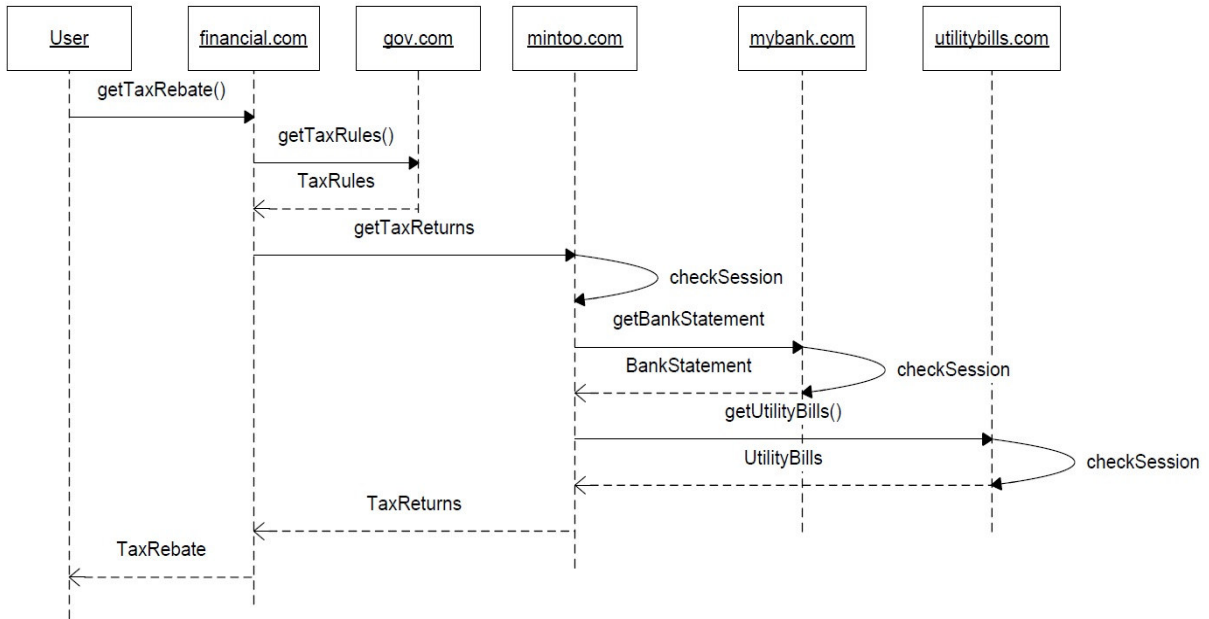 User
financial.com
gov.com
mintoo.com
mybank.com
utilitybills.com
getTaxRebate()
getTaxRules()
TaxRules
getTaxReturns
checkSession
getBankStatement
BankStatement
checkSession
getUtilityBills()
UtilityBills
checkSession
TaxReturns
TaxRebate